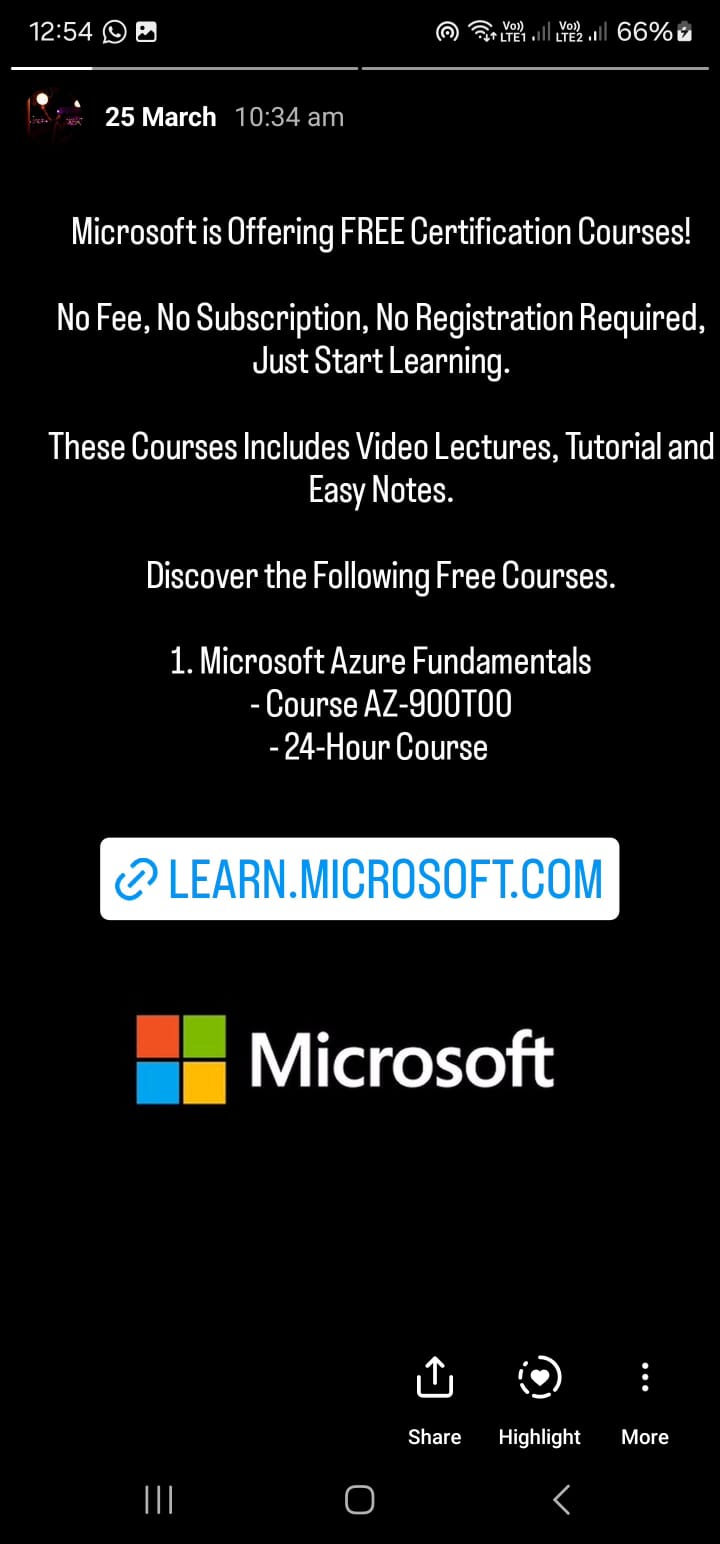 12:54 Vo)) LTE1 Vo)) LTE2 66%
25 March 10:34 am
Microsoft is Offering FREE Certification Courses!
No Fee, No Subscription, No Registration Required,
Just Start Learning.
These Courses Includes Video Lectures, Tutorial and
Easy Notes.
Discover the Following Free Courses.
1. Microsoft Azure Fundamentals
- Course AZ-900T00
- 24-Hour Course
LEARN.MICROSOFT.COM
Microsoft
Share Highlight More